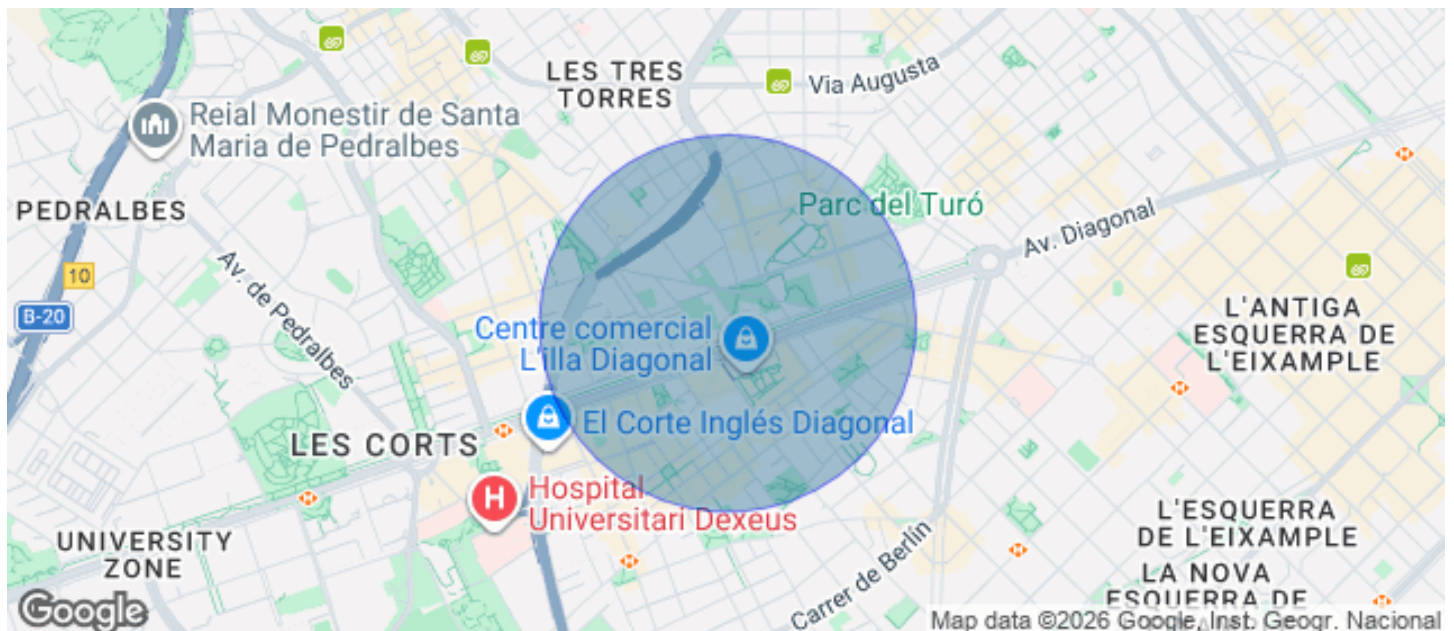 LES TRES
TORRES
Via Augusta
Reial Monestir de Santa
Maria de Pedralbes
PEDRALBES
Parc del Turó
Av. Diagonal
Av. de Pedralbes
10
B-20
L'ANTIGA
ESQUERRA DE
L'EIXAMPLE
Centre comercial
L'illa Diagonal
El Corte Inglés Diagonal
LES CORTS
H
Hospital
Universitari Dexeus
UNIVERSITY
ZONE
L'ESQUERRA
DE L'EIXAMPLE
LA NOVA
ESQUERRA DE
Carrer de Berlín
Google
Map data ©2026 Google, Inst. Geogr. Nacional